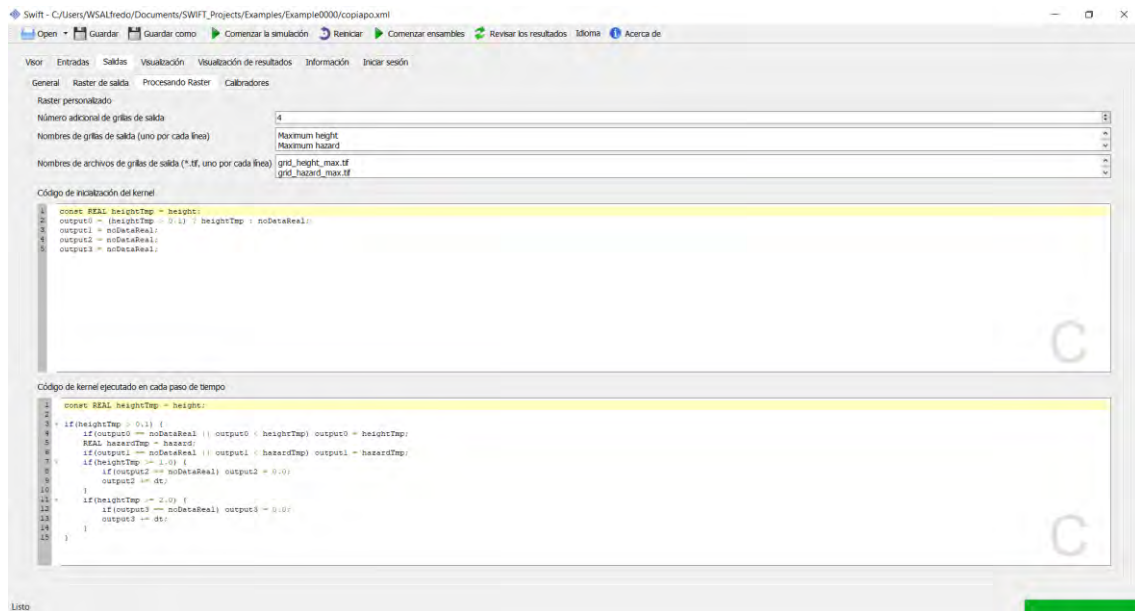 Swift - C:/Users/WSALfredo/Documents/SWIFT_Projects/Examples/Example0000/copiapo.xml
Open Guardar Guardar como Comenzar la simulación Reiniciar Comenzar ensambles Revisar los resultados Idioma Acerca de
Visor Entradas Saldas Visualización Visualización de resultados Información Iniciar sesión
General Raster de salida Procesando Raster Calibradores
Raster personalizado
Número adicional de grillas de salida 4
Nombres de grillas de salida (uno por cada línea) Maximum height
Maximum hazard
Nombres de archivos de grillas de salida (*.tif, uno por cada línea) grid_height_max.tif
grid_hazard_max.tif
Código de inicialización del kernel
1 const REAL heightTmp = height;
2 output0 = (heightTmp > 0.1) ? heightTmp : noDataReal;
3 output1 = noDataReal;
4 output2 = noDataReal;
5 output3 = noDataReal;
C
Código de kernel ejecutado en cada paso de tiempo
1 const REAL heightTmp = height;
2
3 if(heightTmp > 0.1) {
4 if(output0 == noDataReal || output0 < heightTmp) output0 = heightTmp;
5 REAL hazardTmp = hazard;
6 if(output1 == noDataReal || output1 < hazardTmp) output1 = hazardTmp;
7 if(heightTmp >= 1.0) {
8 if(output2 == noDataReal) output2 = 0.0;
9 output2 += dt;
10 }
11 if(heightTmp >= 2.0) {
12 if(output3 == noDataReal) output3 = 0.0;
13 output3 += dt;
14 }
15 }
C
Listo